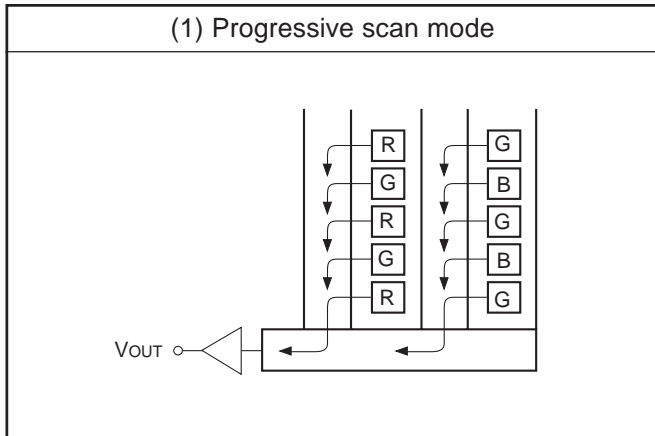 (1) Progressive scan mode
R G
G B
R G
G B
R G
VOUT